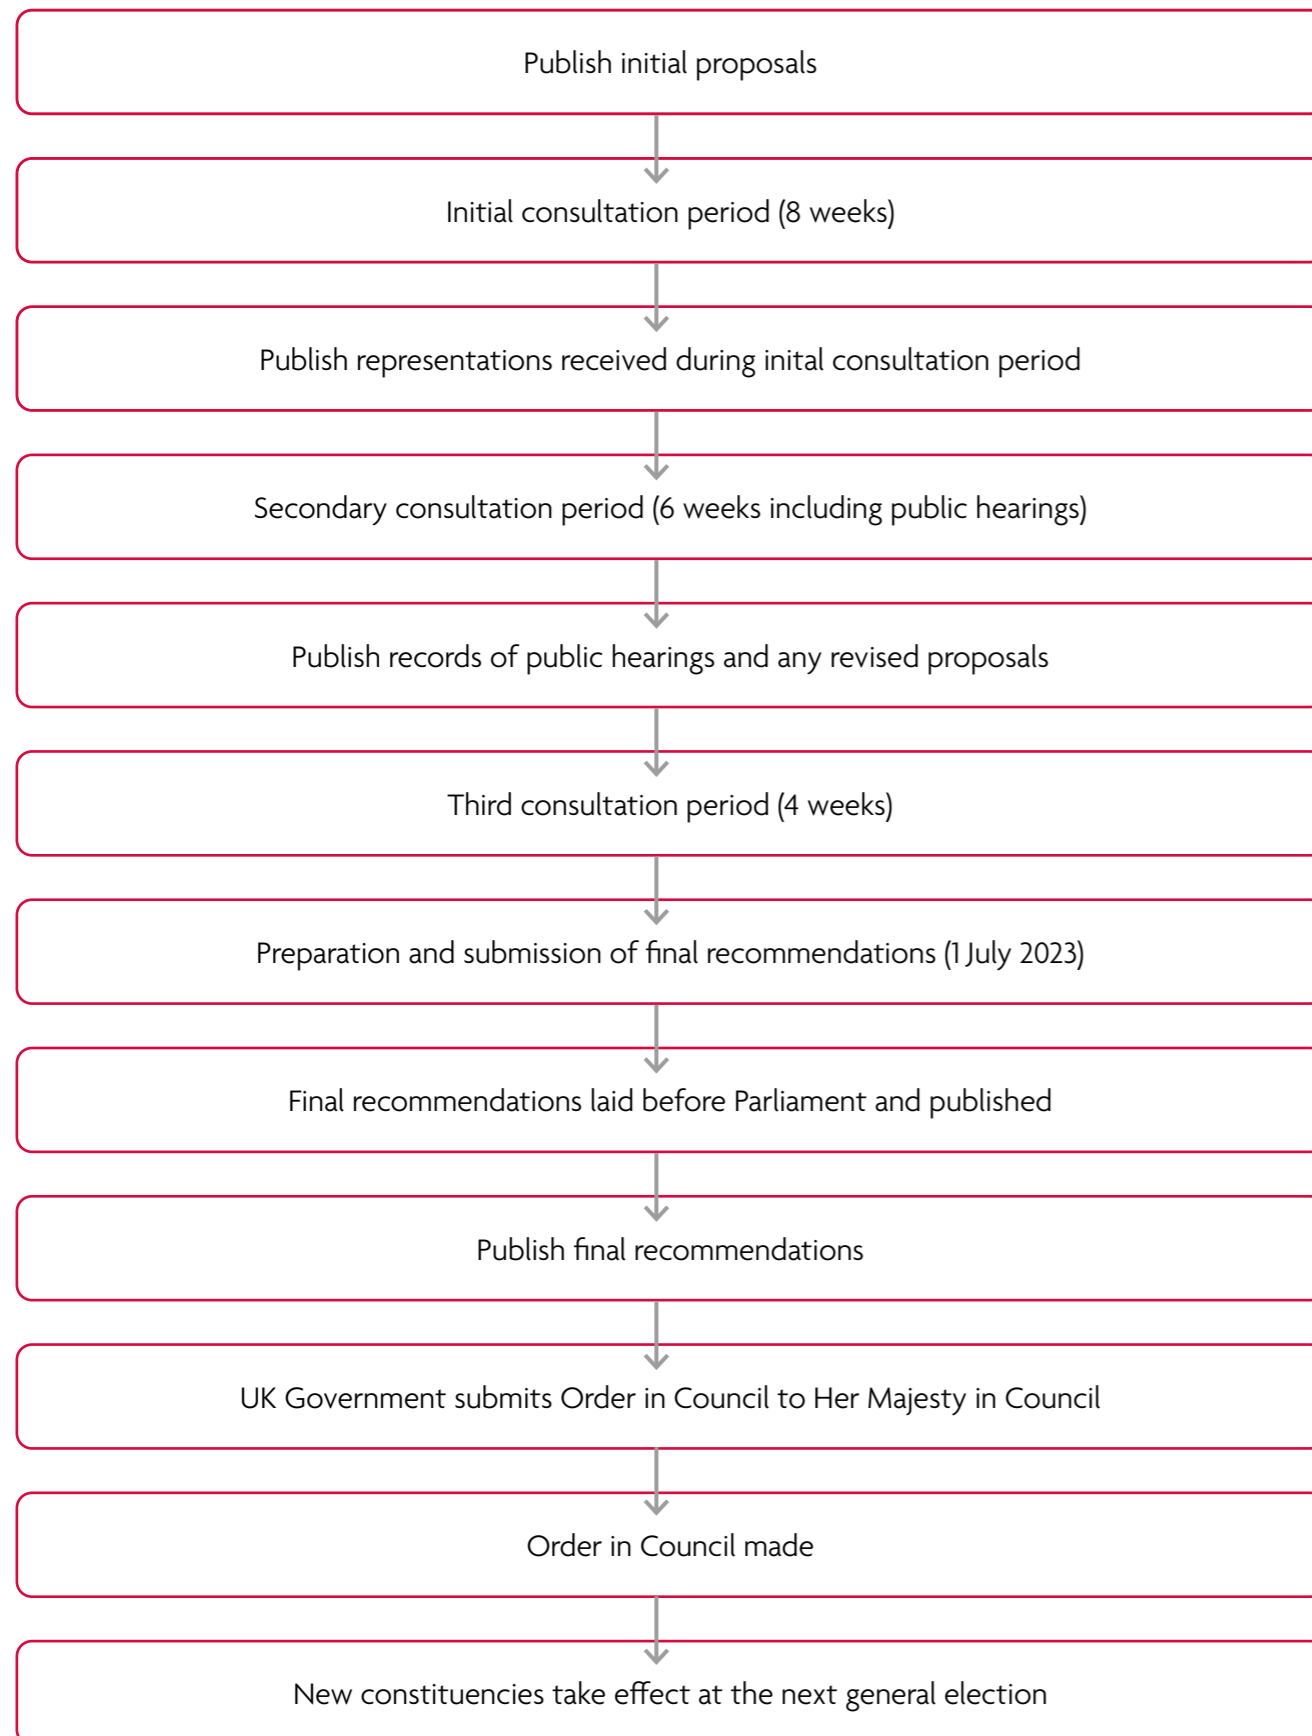 Publish initial proposals
Initial consultation period (8 weeks)
Publish representations received during inital consultation period
Secondary consultation period (6 weeks including public hearings)
Publish records of public hearings and any revised proposals
Third consultation period (4 weeks)
Preparation and submission of final recommendations (1 July 2023)
Final recommendations laid before Parliament and published
Publish final recommendations
UK Government submits Order in Council to Her Majesty in Council
Order in Council made
New constituencies take effect at the next general election